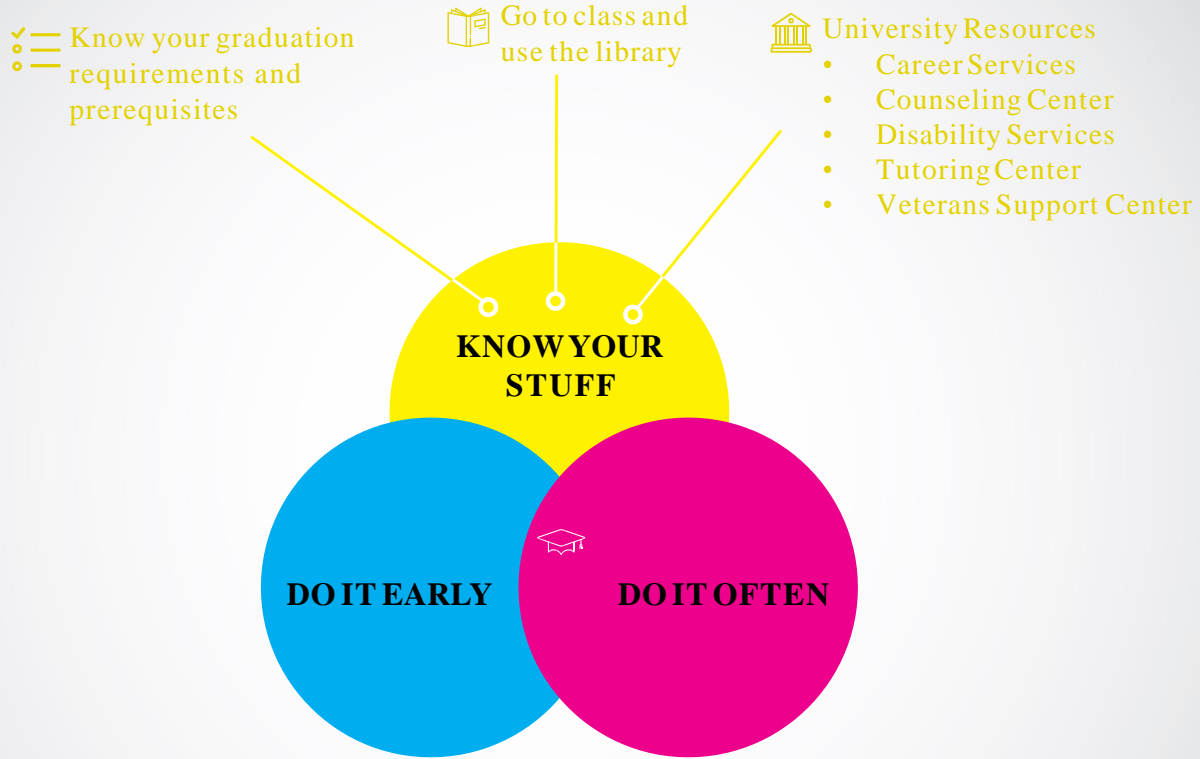 Know your graduation
requirements and
prerequisites
Go to class and
use the library
University Resources
• Career Services
• Counseling Center
• Disability Services
• Tutoring Center
• Veterans Support Center
KNOW YOUR
STUFF
DO IT EARLY
DO IT OFTEN